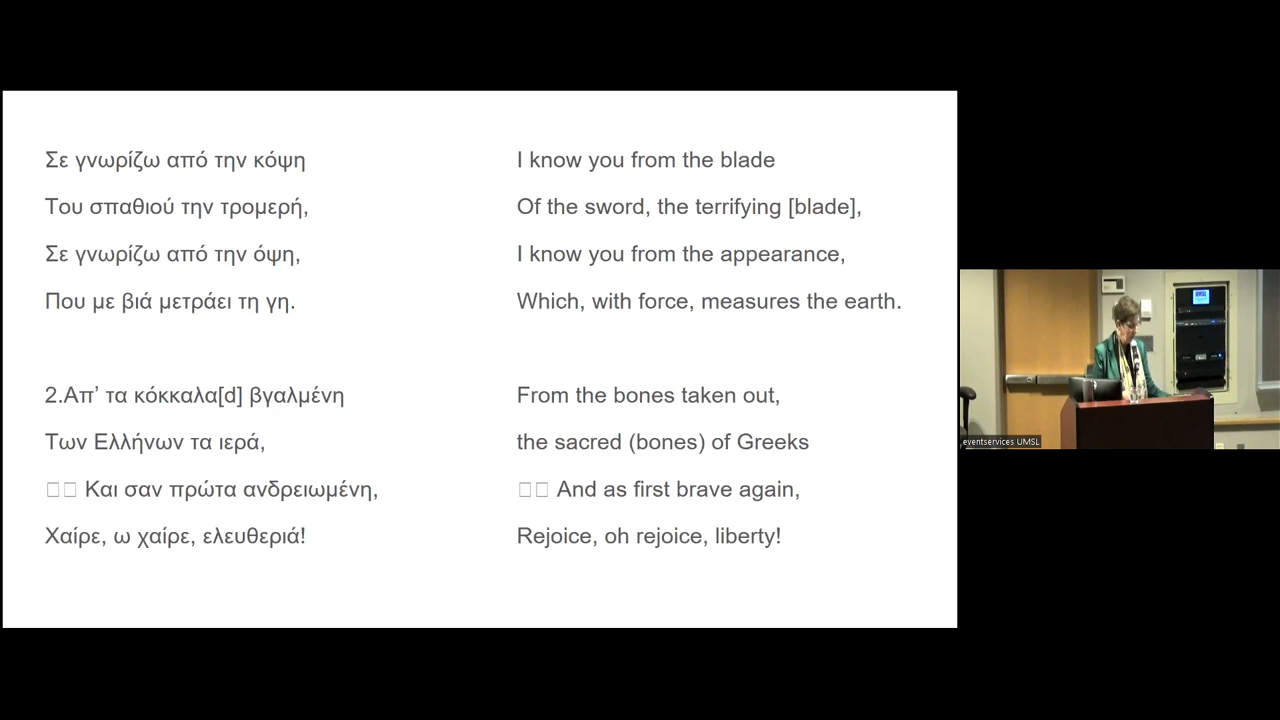 Σε γνωρίζω από την κόψη
Του σπαθιού την τρομερή,
Σε γνωρίζω από την όψη,
Που με βιά μετράει τη γη.
2.Απ’ τα κόκκαλα[d] βγαλμένη
Των Ελλήνων τα ιερά,
□□ Και σαν πρώτα ανδρειωμένη,
Χαίρε, ω χαίρε, ελευθεριά!
I know you from the blade
Of the sword, the terrifying [blade],
I know you from the appearance,
Which, with force, measures the earth.
From the bones taken out,
the sacred (bones) of Greeks
□□ And as first brave again,
Rejoice, oh rejoice, liberty!
eventservices UMSL